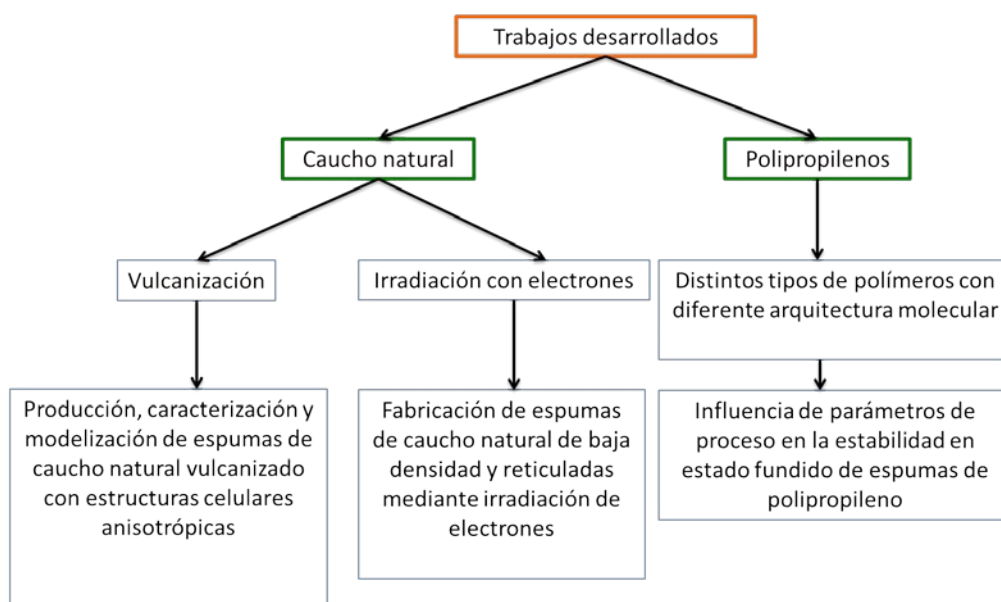 Trabajos desarrollados
Caucho natural
Polipropilenos
Vulcanización
Irradiación con electrones
Distintos tipos de polímeros con
diferente arquitectura molecular
Producción, caracterización y
modelización de espumas de
caucho natural vulcanizado
con estructuras celulares
anisotrópicas
Fabricación de espumas
de caucho natural de baja
densidad y reticuladas
mediante irradiación de
electrones
Influencia de parámetros de
proceso en la estabilidad en
estado fundido de espumas de
polipropileno